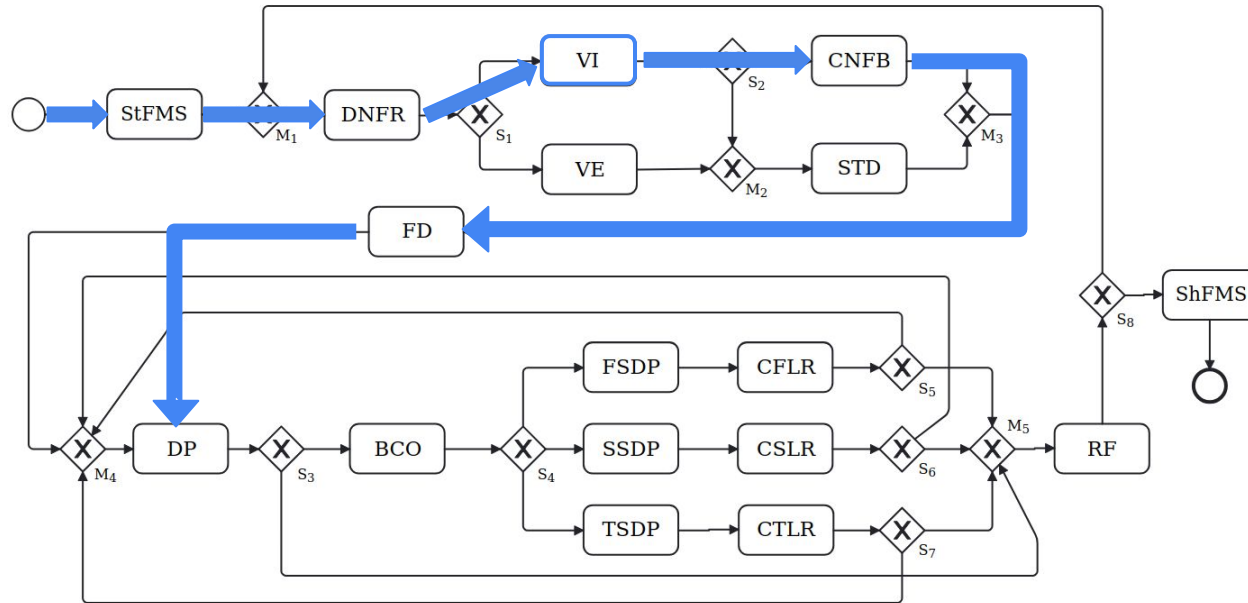 StFMS
M1
DNFR
S1
VI
S2
CNFB
VE
M2
STD
M3
FD
S8
ShFMS
FSDP
CFLR
S5
M4
DP
S3
BCO
S4
SSDP
CSLR
S6
M5
RF
TSDP
CTLR
S7